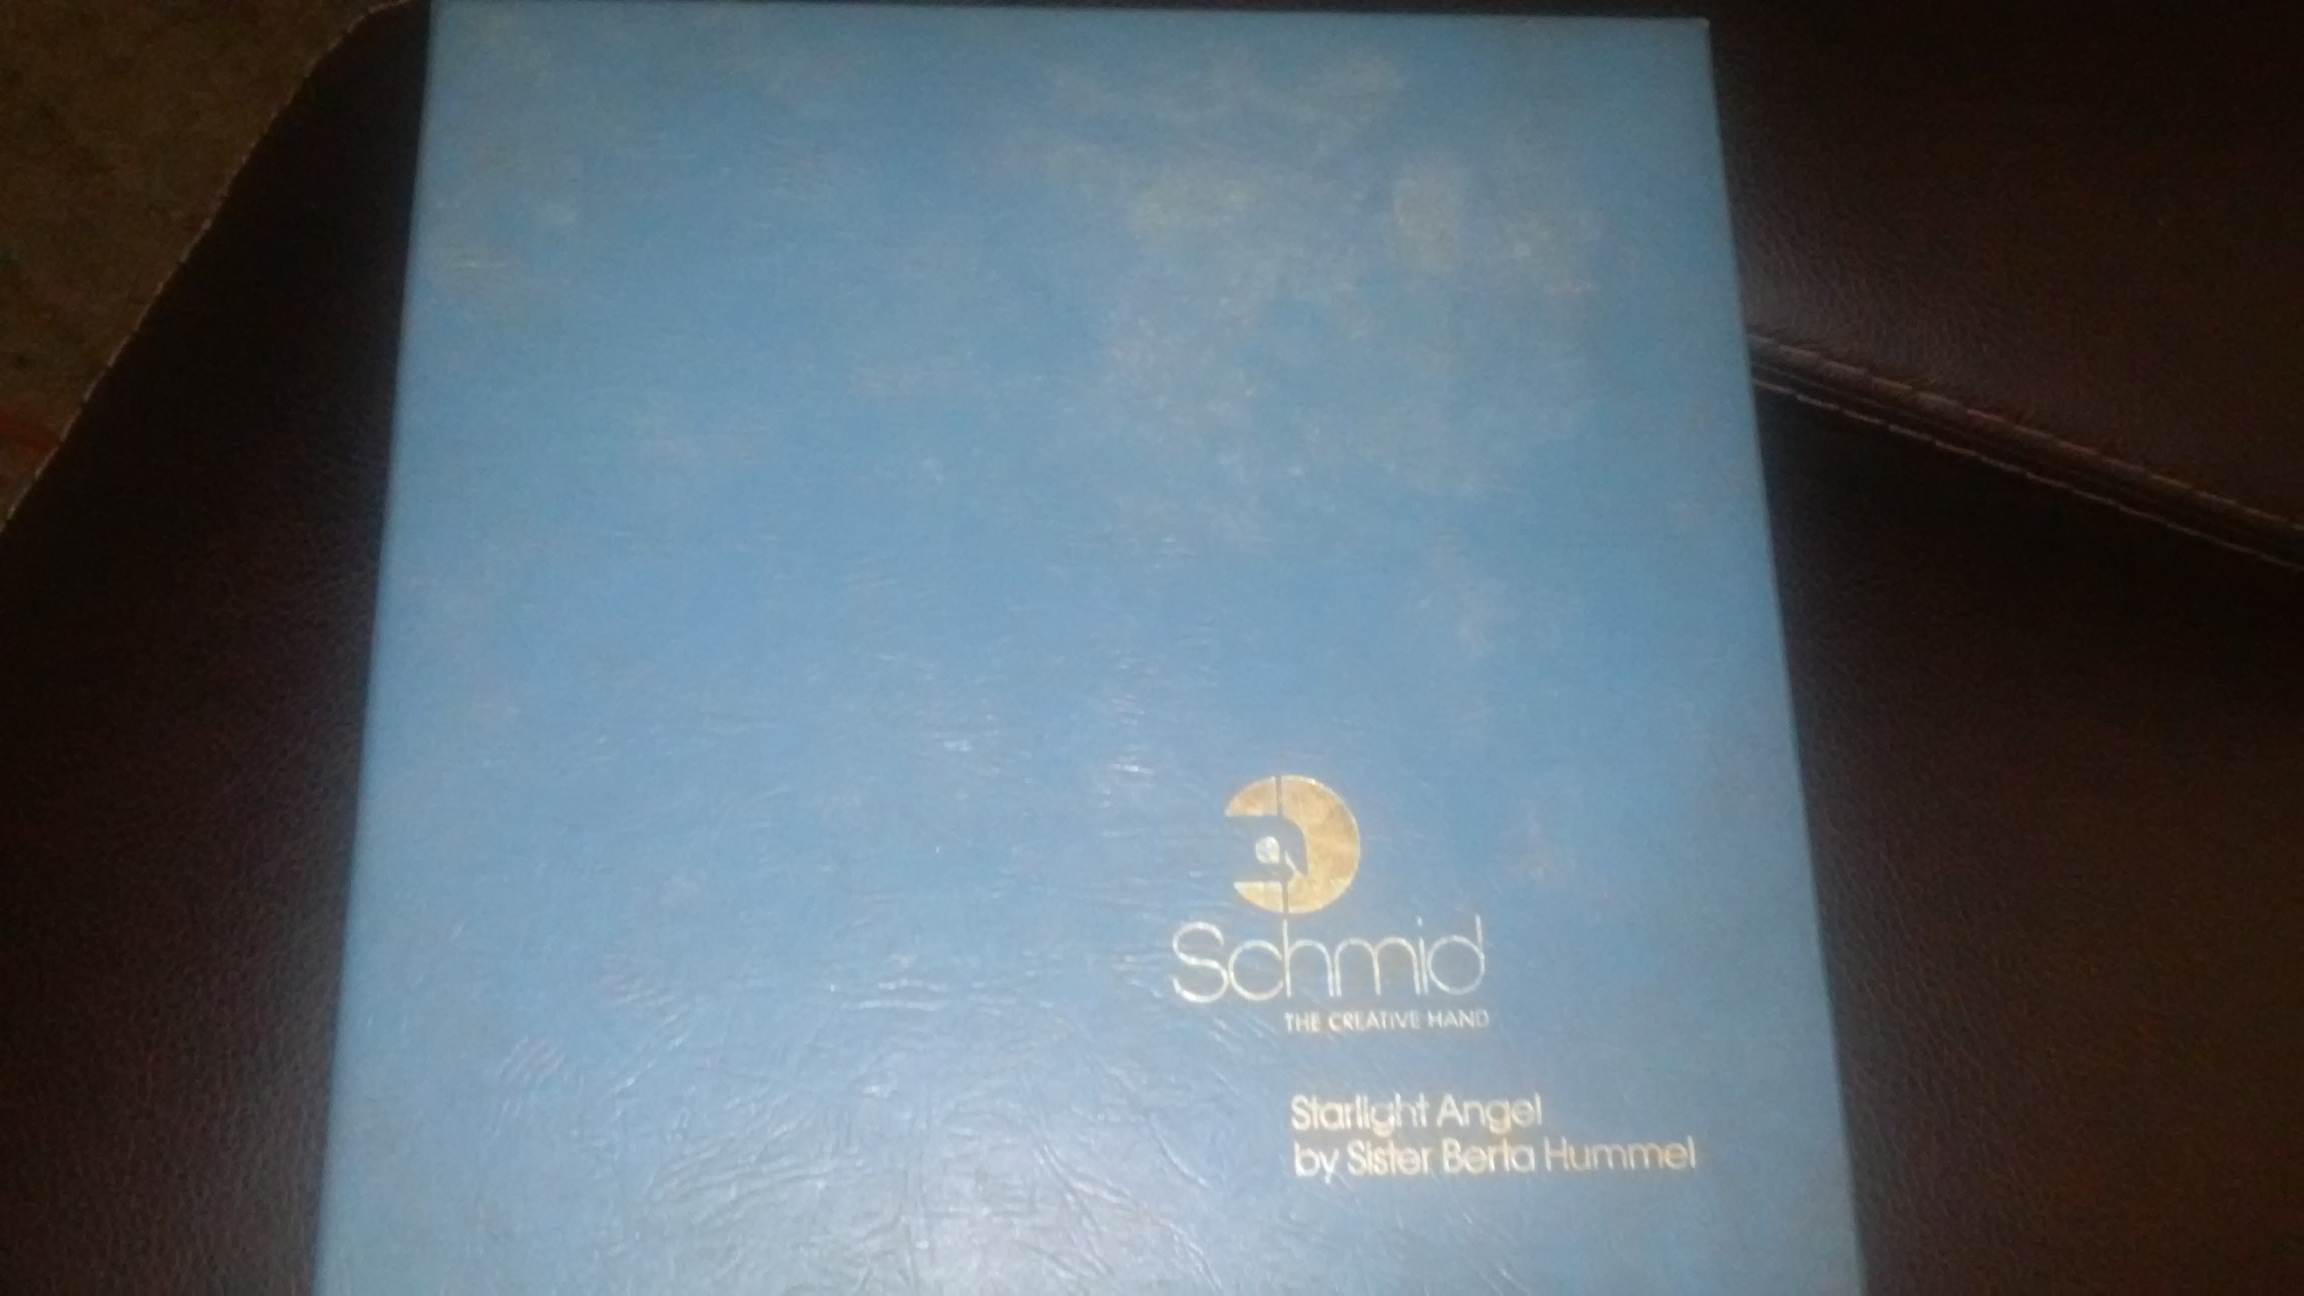 Schmid
THE CREATIVE HAND
Starlight Angel
by Sister Berta Hummel